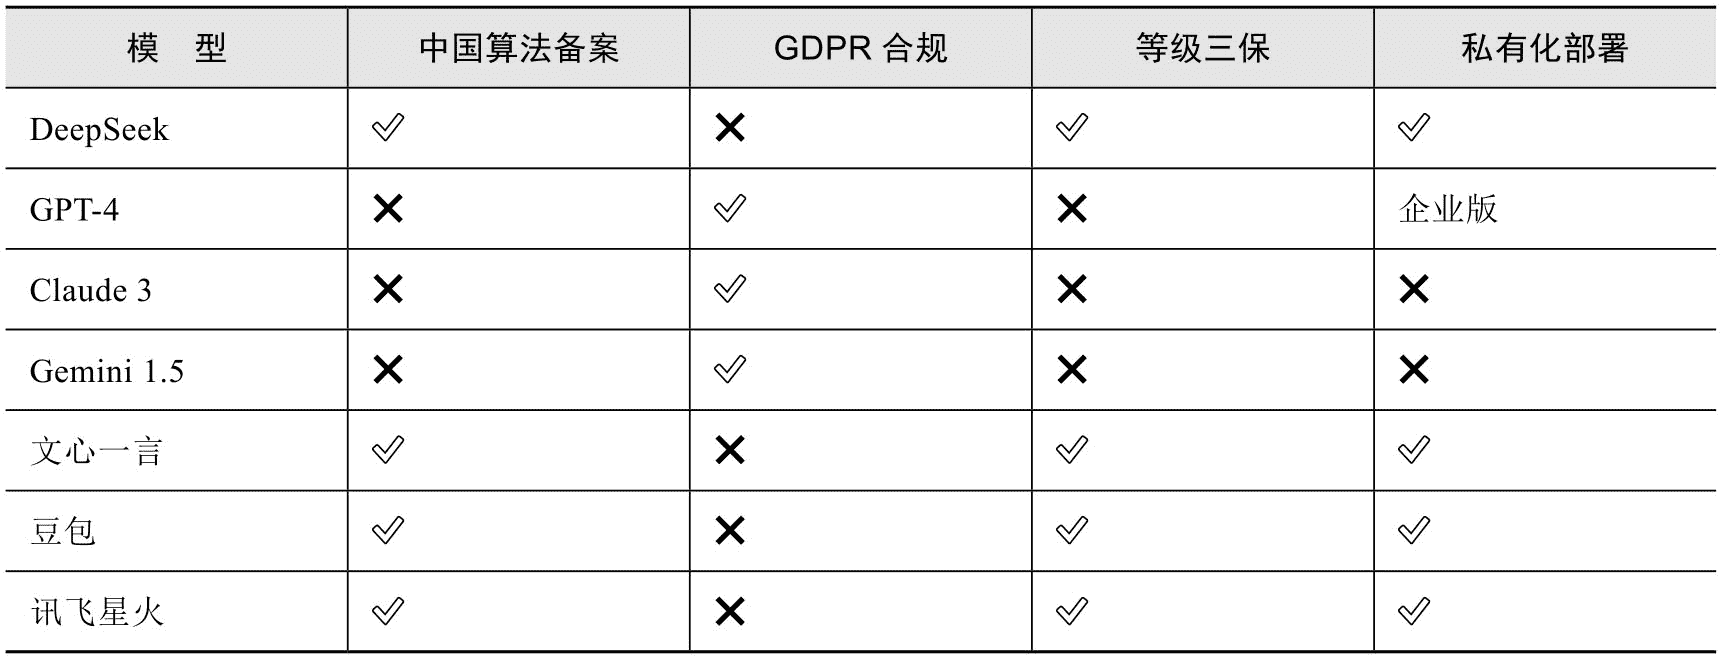 模 型 中国算法备案 GDPR 合规 等级三保 私有化部署
DeepSeek ✓ ✗ ✓ ✓
GPT-4 ✗ ✓ ✗ 企业版
Claude 3 ✗ ✓ ✗ ✗
Gemini 1.5 ✗ ✓ ✗ ✗
文心一言 ✓ ✗ ✓ ✓
豆包 ✓ ✗ ✓ ✓
讯飞星火 ✓ ✗ ✓ ✓